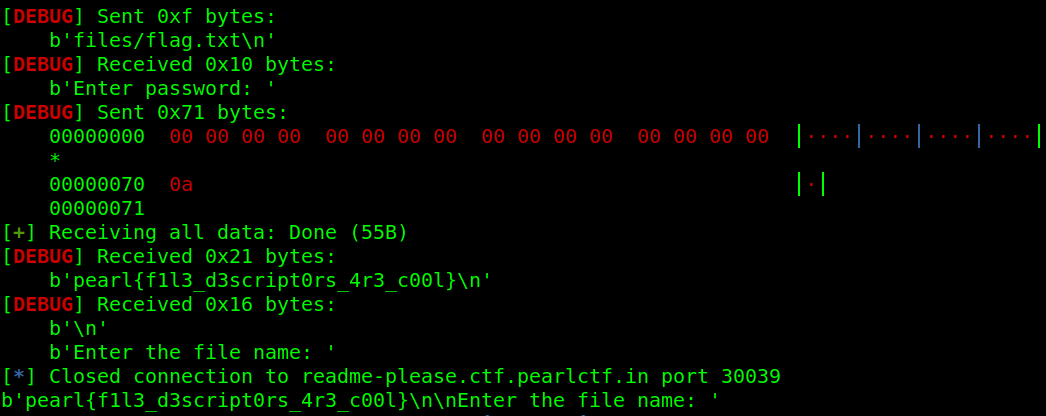 [DEBUG] Sent 0xf bytes:
    b'files/flag.txt\n'
[DEBUG] Received 0x10 bytes:
    b'Enter password: '
[DEBUG] Sent 0x71 bytes:
    00000000  00 00 00 00  00 00 00 00  00 00 00 00  00 00 00 00  │····│····│····│····│
    *
    00000070  0a                                                  │·│
    00000071
[+] Receiving all data: Done (55B)
[DEBUG] Received 0x21 bytes:
    b'pearl{f1l3_d3script0rs_4r3_c00l}\n'
[DEBUG] Received 0x16 bytes:
    b'\n'
    b'Enter the file name: '
[*] Closed connection to readme-please.ctf.pearlctf.in port 30039
b'pearl{f1l3_d3script0rs_4r3_c00l}\n\nEnter the file name: '